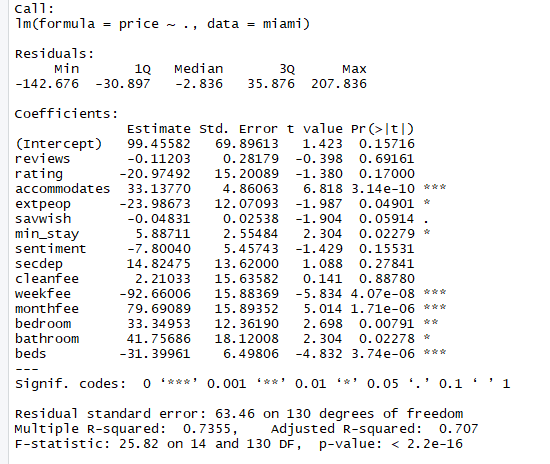 Call:
lm(formula = price ~ ., data = miami)
Residuals:
Min 1Q Median 3Q Max
-142.676 -30.897 -2.836 35.876 207.836
Coefficients:
Estimate Std. Error t value Pr(>|t|)
(Intercept) 99.45582 69.89613 1.423 0.15716
reviews -0.11203 0.28179 -0.398 0.69161
rating -20.97492 15.20089 -1.380 0.17000
accommodates 33.13770 4.86063 6.818 3.14e-10 ***
extpeop -23.98673 12.07093 -1.987 0.04901 *
savwish -0.04831 0.02538 -1.904 0.05914 .
min_stay 5.88711 2.55484 2.304 0.02279 *
sentiment -7.80040 5.45743 -1.429 0.15531
secdep 14.82475 13.62000 1.088 0.27841
cleanfee 2.21033 15.63582 0.141 0.88780
weekfee -92.66006 15.88369 -5.834 4.07e-08 ***
monthfee 79.69089 15.89352 5.014 1.71e-06 ***
bedroom 33.34953 12.36190 2.698 0.00791 **
bathroom 41.75686 18.12008 2.304 0.02278 *
beds -31.39961 6.49806 -4.832 3.74e-06 ***
---
Signif. codes: 0 ‘***’ 0.001 ‘**’ 0.01 ‘*’ 0.05 ‘.’ 0.1 ‘ ’ 1
Residual standard error: 63.46 on 130 degrees of freedom
Multiple R-squared: 0.7355, Adjusted R-squared: 0.707
F-statistic: 25.82 on 14 and 130 DF, p-value: < 2.2e-16